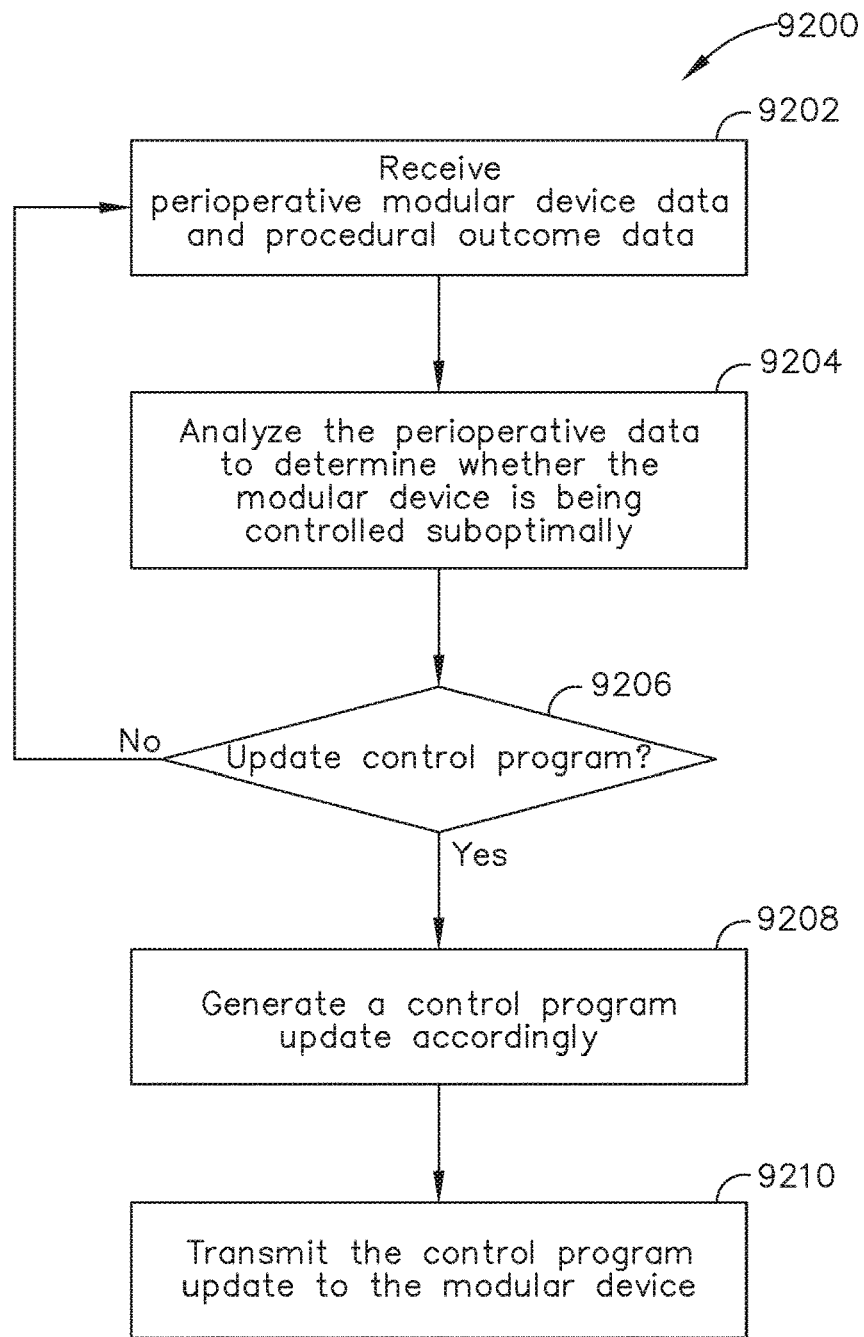 9200
9202
Receive
perioperative modular device data
and procedural outcome data
9204
Analyze the perioperative data
to determine whether the
modular device is being
controlled suboptimally
9206
No
Update control program?
Yes
9208
Generate a control program
update accordingly
9210
Transmit the control program
update to the modular device